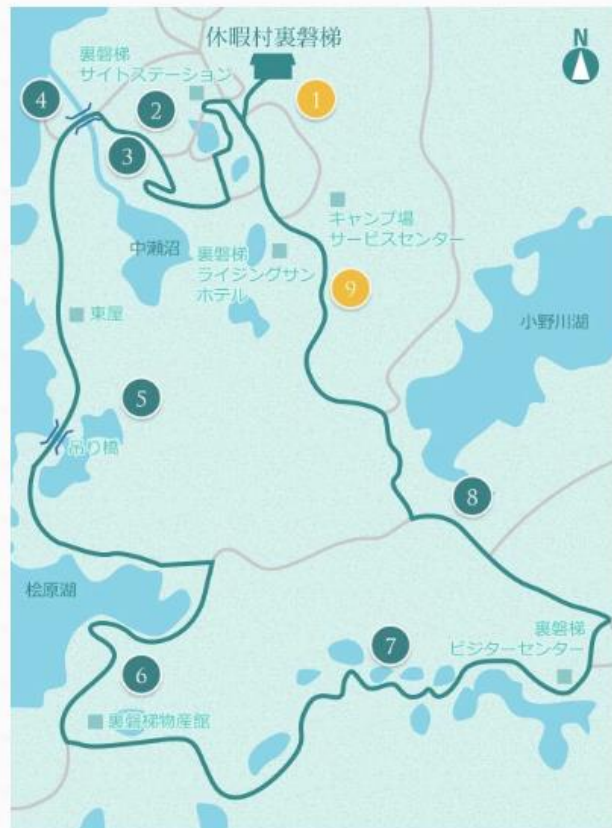 休暇村裏磐梯
N
裏磐梯
サイトステーション
1
2
3
4
キャンプ場
サービスセンター
中瀬沼
裏磐梯
ライジングサン
ホテル
9
東屋
小野川湖
5
吊り橋
8
桧原湖
裏磐梯
ビジターセンター
7
6
裏磐梯物産館